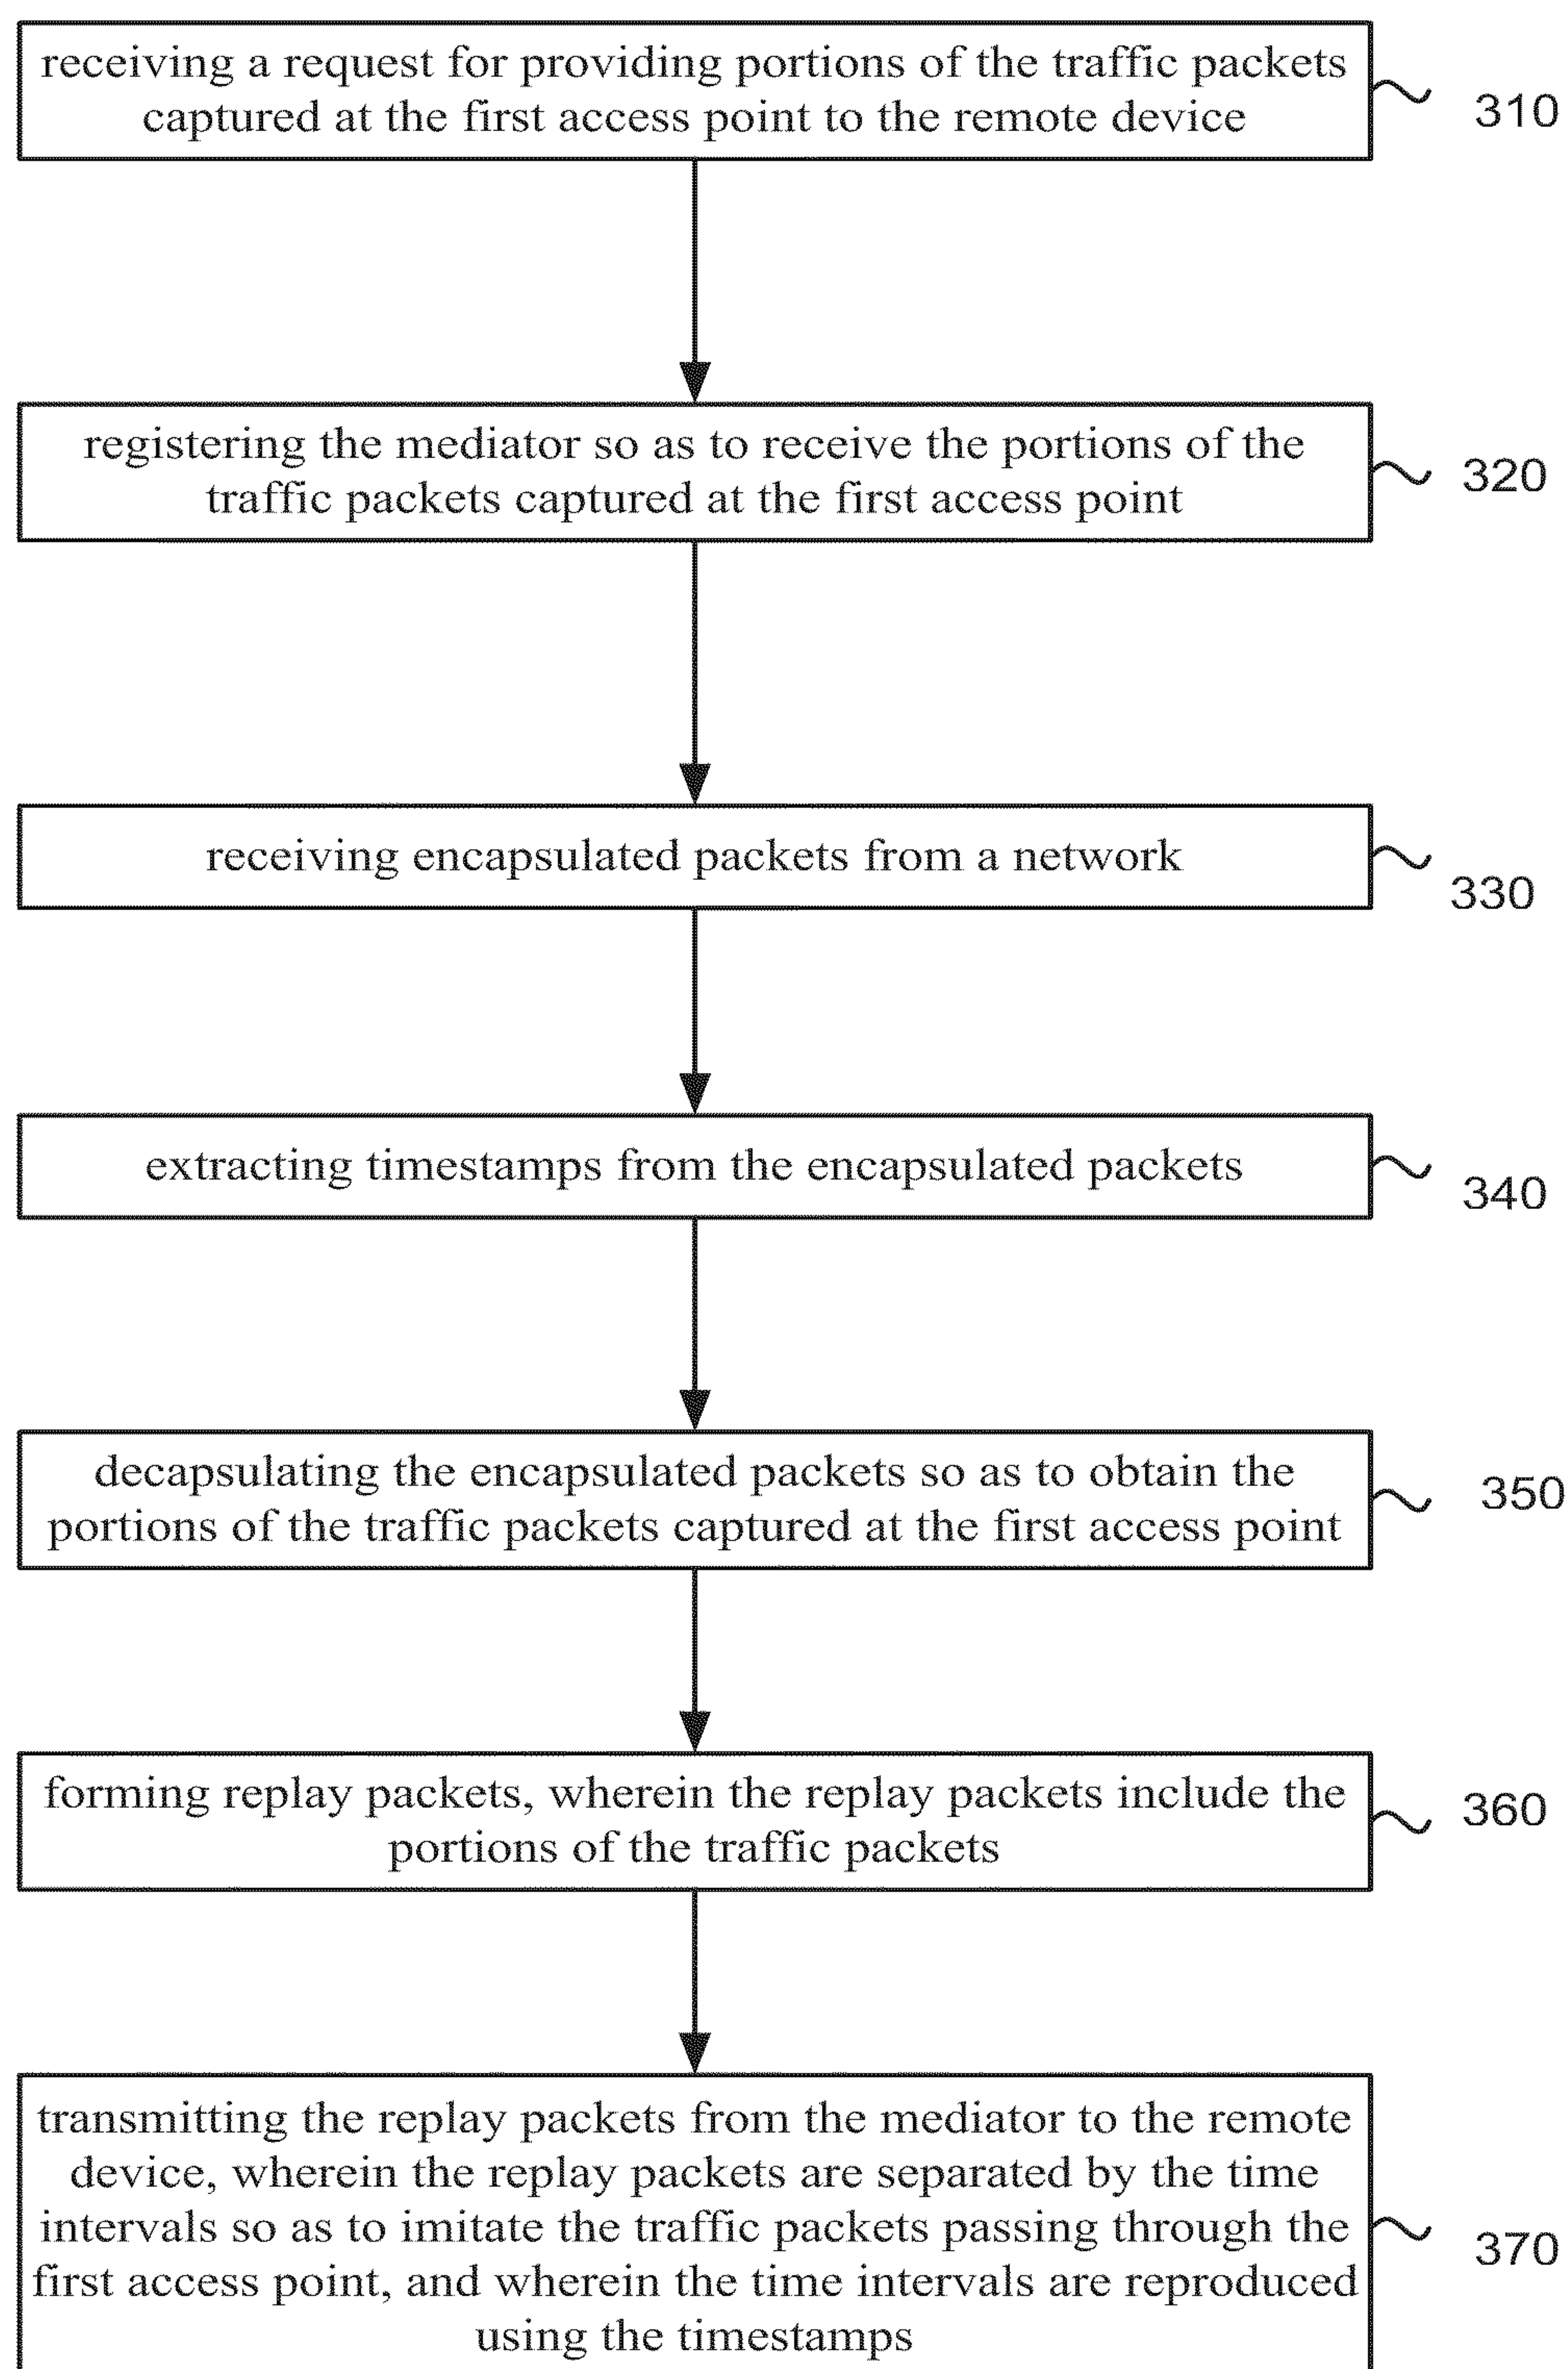 receiving a request for providing portions of the traffic packets
captured at the first access point to the remote device
310
registering the mediator so as to receive the portions of the
traffic packets captured at the first access point
320
receiving encapsulated packets from a network
330
extracting timestamps from the encapsulated packets
340
decapsulating the encapsulated packets so as to obtain the
portions of the traffic packets captured at the first access point
350
forming replay packets, wherein the replay packets include the
portions of the traffic packets
360
transmitting the replay packets from the mediator to the remote
device, wherein the replay packets are separated by the time
intervals so as to imitate the traffic packets passing through the
first access point, and wherein the time intervals are reproduced
using the timestamps
370